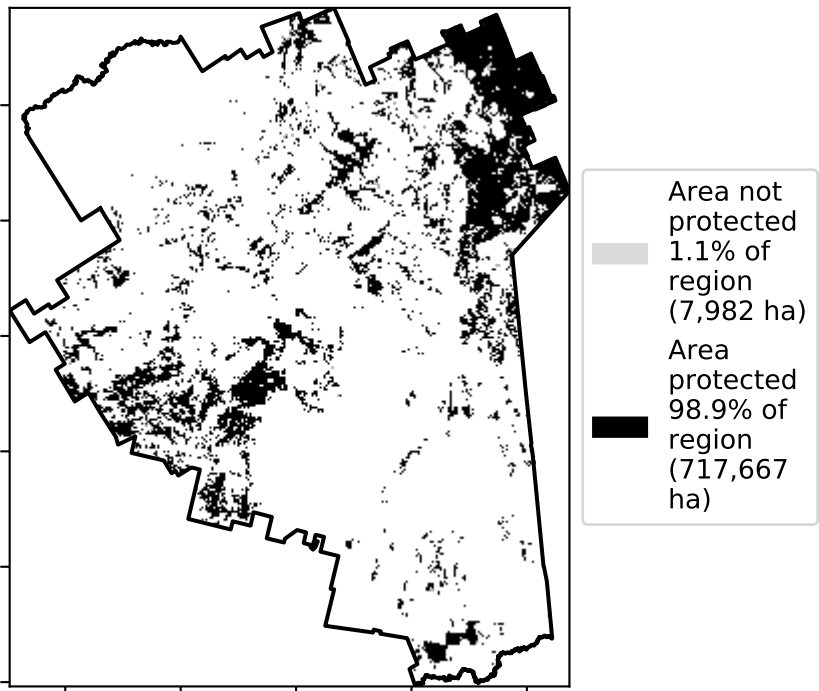 Area not
protected
1.1% of
region
(7,982 ha)
Area
protected
98.9% of
region
(717,667
ha)